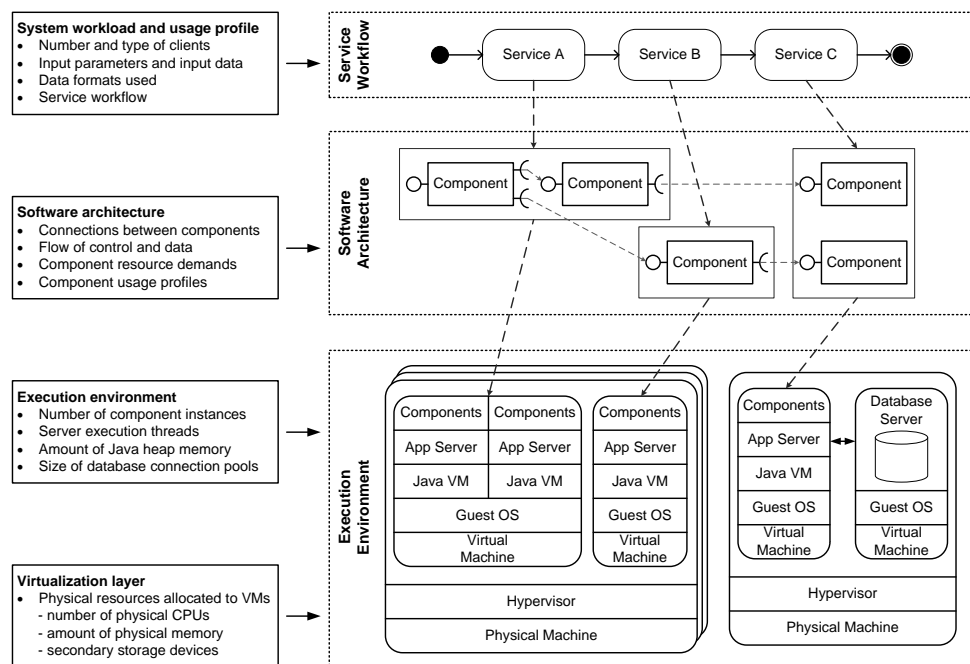 System workload and usage profile
• Number and type of clients
• Input parameters and input data
• Data formats used
• Service workflow
Service
Workflow
Service A
Service B
Service C
Software architecture
• Connections between components
• Flow of control and data
• Component resource demands
• Component usage profiles
Software
Architecture
Component
Component
Component
Component
Component
Execution environment
• Number of component instances
• Server execution threads
• Amount of Java heap memory
• Size of database connection pools
Virtualization layer
• Physical resources allocated to VMs
- number of physical CPUs
- amount of physical memory
- secondary storage devices
Execution
Environment
Components
App Server
Java VM
Components
App Server
Java VM
Guest OS
Virtual
Machine
Components
App Server
Java VM
Guest OS
Virtual
Machine
Hypervisor
Physical Machine
Components
App Server
Java VM
Guest OS
Virtual
Machine
Database
Server
Guest OS
Virtual
Machine
Hypervisor
Physical Machine